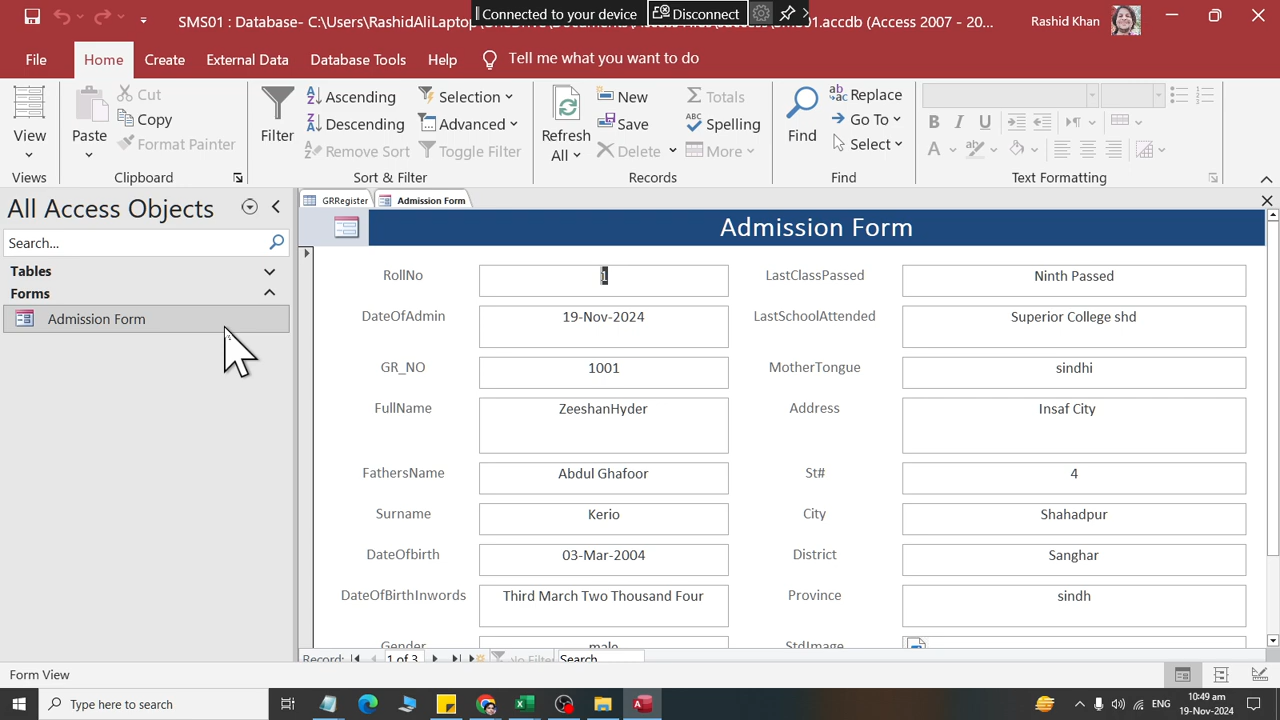 Connected to your device Disconnect
SMS01 : Database- C:\Users\RashidAliLaptop 01.accdb (Access 2007 - 20... Rashid Khan
File Home Create External Data Database Tools Help Tell me what you want to do
View Paste Cut Copy Format Painter
Filter Ascending Descending Remove Sort Selection Advanced Toggle Filter
Refresh All New Save Delete Totals Spelling More
Find Replace Go To Select
B I U A
Views Clipboard Sort & Filter Records Find Text Formatting
All Access Objects
Search...
Tables
Forms
Admission Form
GRRegister Admission Form
Admission Form
RollNo 1 LastClassPassed Ninth Passed
DateOfAdmin 19-Nov-2024 LastSchoolAttended Superior College shd
GR_NO 1001 MotherTongue sindhi
FullName ZeeshanHyder Address Insaf City
FathersName Abdul Ghafoor St# 4
Surname Kerio City Shahadpur
DateOfbirth 03-Mar-2004 District Sanghar
DateOfBirthInwords Third March Two Thousand Four Province sindh
Gender male StdImage
Record: 1 of 3 No Filter Search
Form View
Type here to search ENG 10:49 am
19-Nov-2024